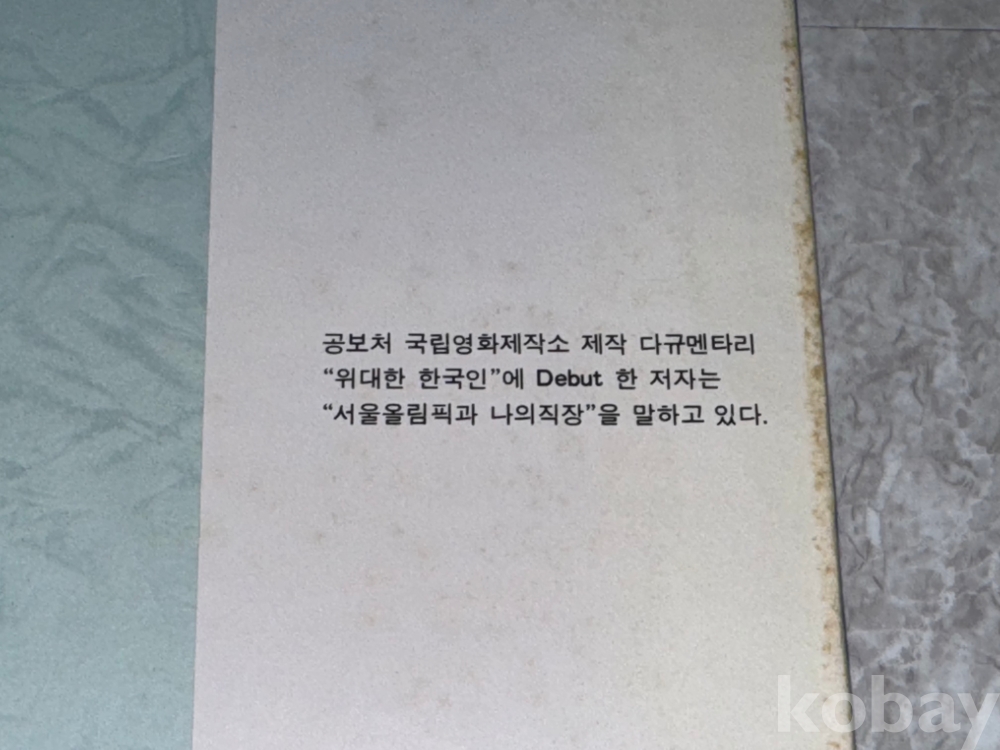 공보처 국립영화제작소 제작 다규멘타리
“위대한 한국인”에 Debut 한 저자는
“서울올림픽과 나의직장”을 말하고 있다.
kobay